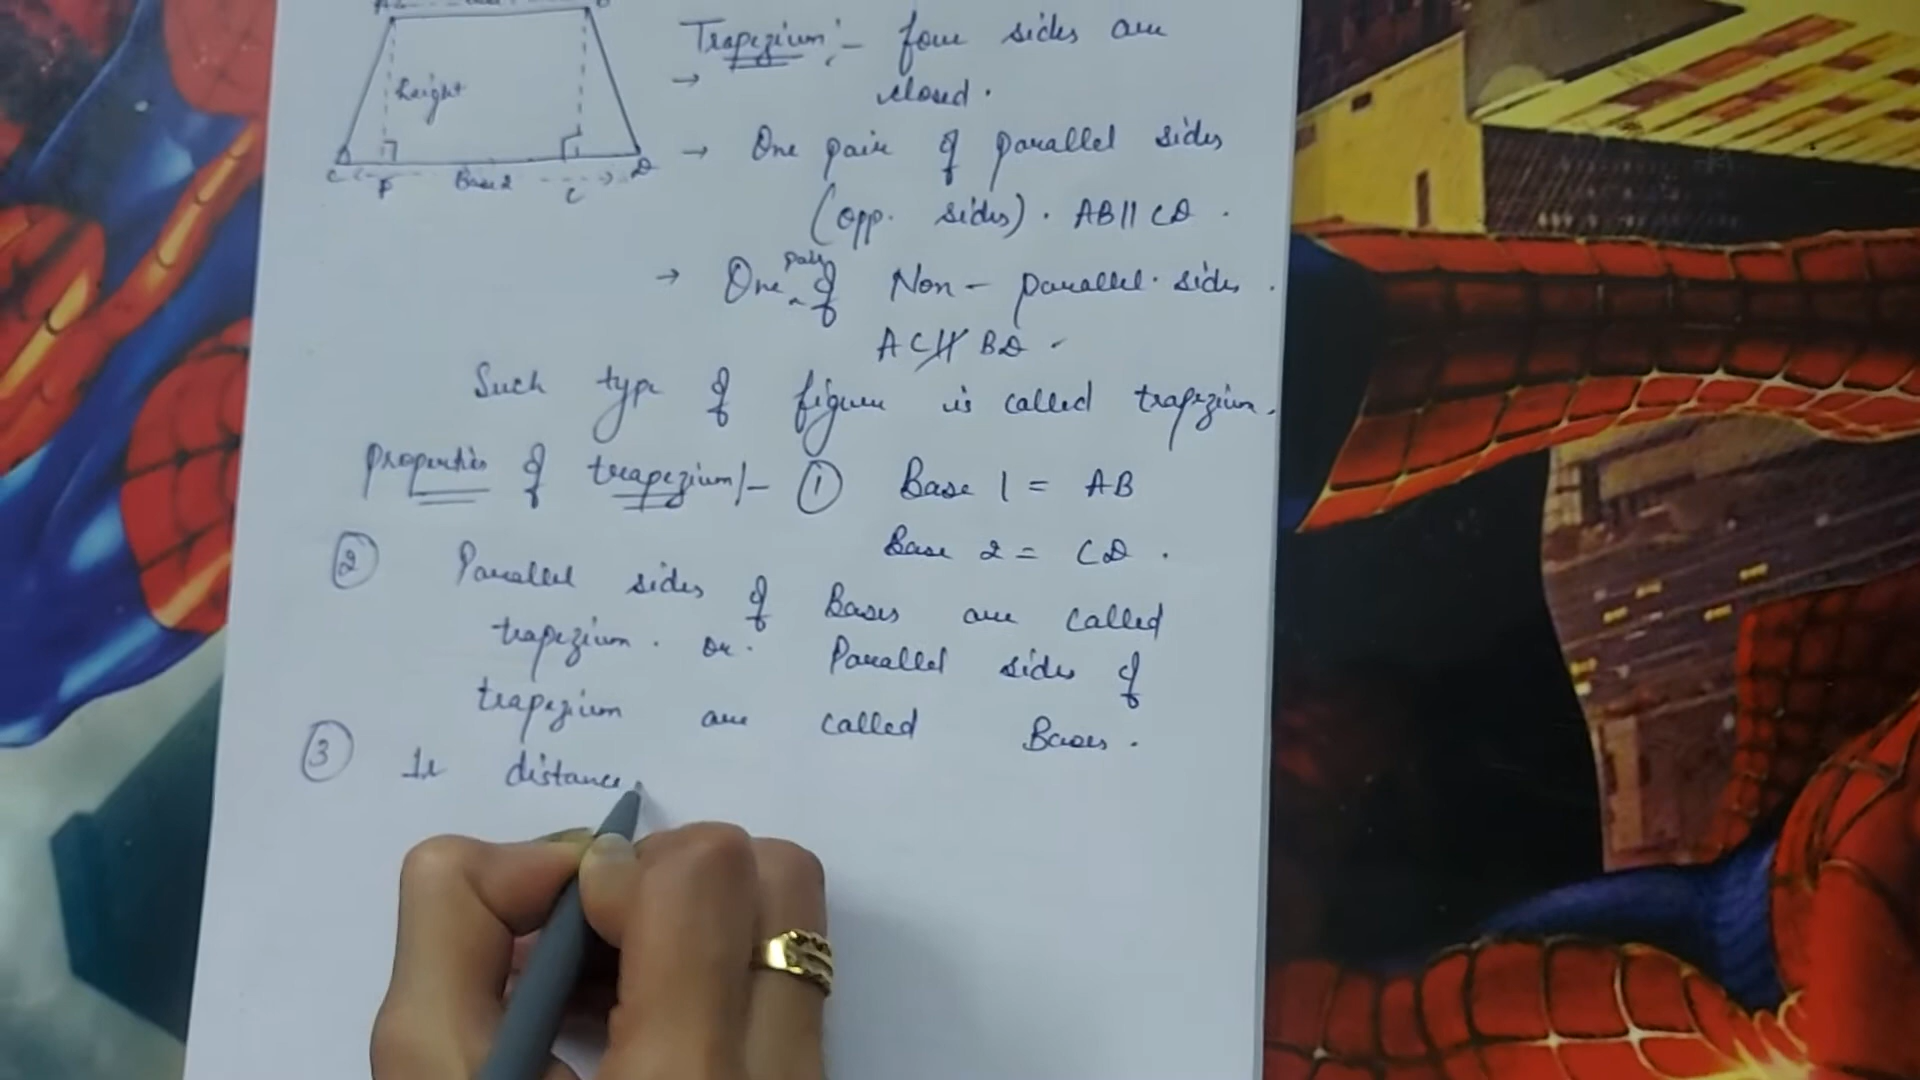 height
C F Base 2 C D
Trapezium :- four sides are
→ closed.
→ One pair of parallel sides
(opp. sides). AB || CD.
→ One pair of Non-parallel sides.
AC ∦ BD.
Such type of figure is called trapezium.
properties of trapezium :- ① Base 1 = AB
Base 2 = CD.
② Parallel sides of Bases are called
trapezium. or. Parallel sides of
trapezium are called Bases.
③ distance